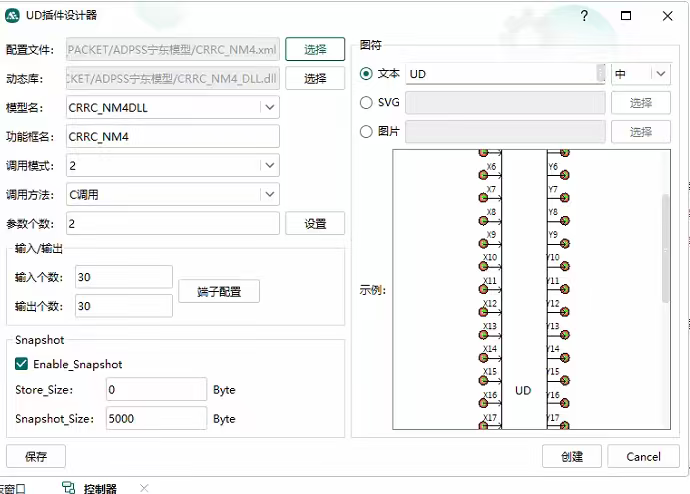 UD插件设计器
配置文件: PACKET/ADPSS宁东模型/CRRC_NM4.xml 选择
动态库: CKET/ADPSS宁东模型/CRRC_NM4_DLL.dll 选择
模型名: CRRC_NM4DLL
功能框名: CRRC_NM4
调用模式: 2
调用方法: C调用
参数个数: 2 设置
输入/输出
输入个数: 30
输出个数: 30
端子配置
Snapshot
Enable_Snapshot
Store_Size: 0 Byte
Snapshot_Size: 5000 Byte
保存
图符
文本 UD 中
SVG 选择
图片 选择
示例:
X6 Y6
X7 Y7
X8 Y8
X9 Y9
X10 Y10
X11 Y11
X12 Y12
X13 Y13
X14 Y14
X15 Y15
UD
X16 Y16
X17 Y17
创建 Cancel
窗口 控制器